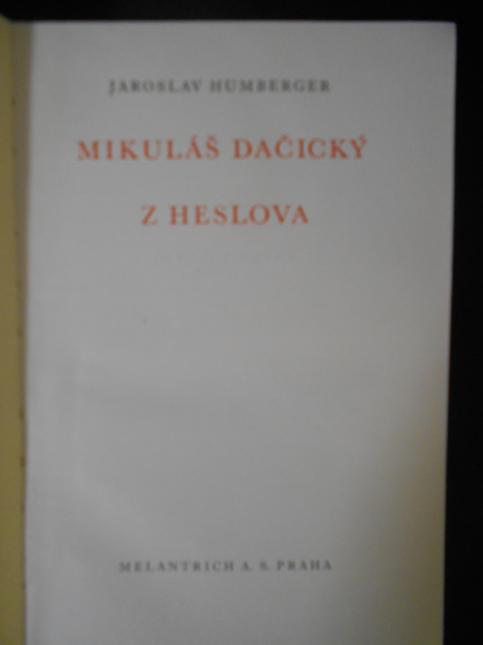 JAROSLAV HUMBERGER
MIKULÁŠ DAČICKÝ
Z HESLOVA
MELANTRICH A. S. PRAHA